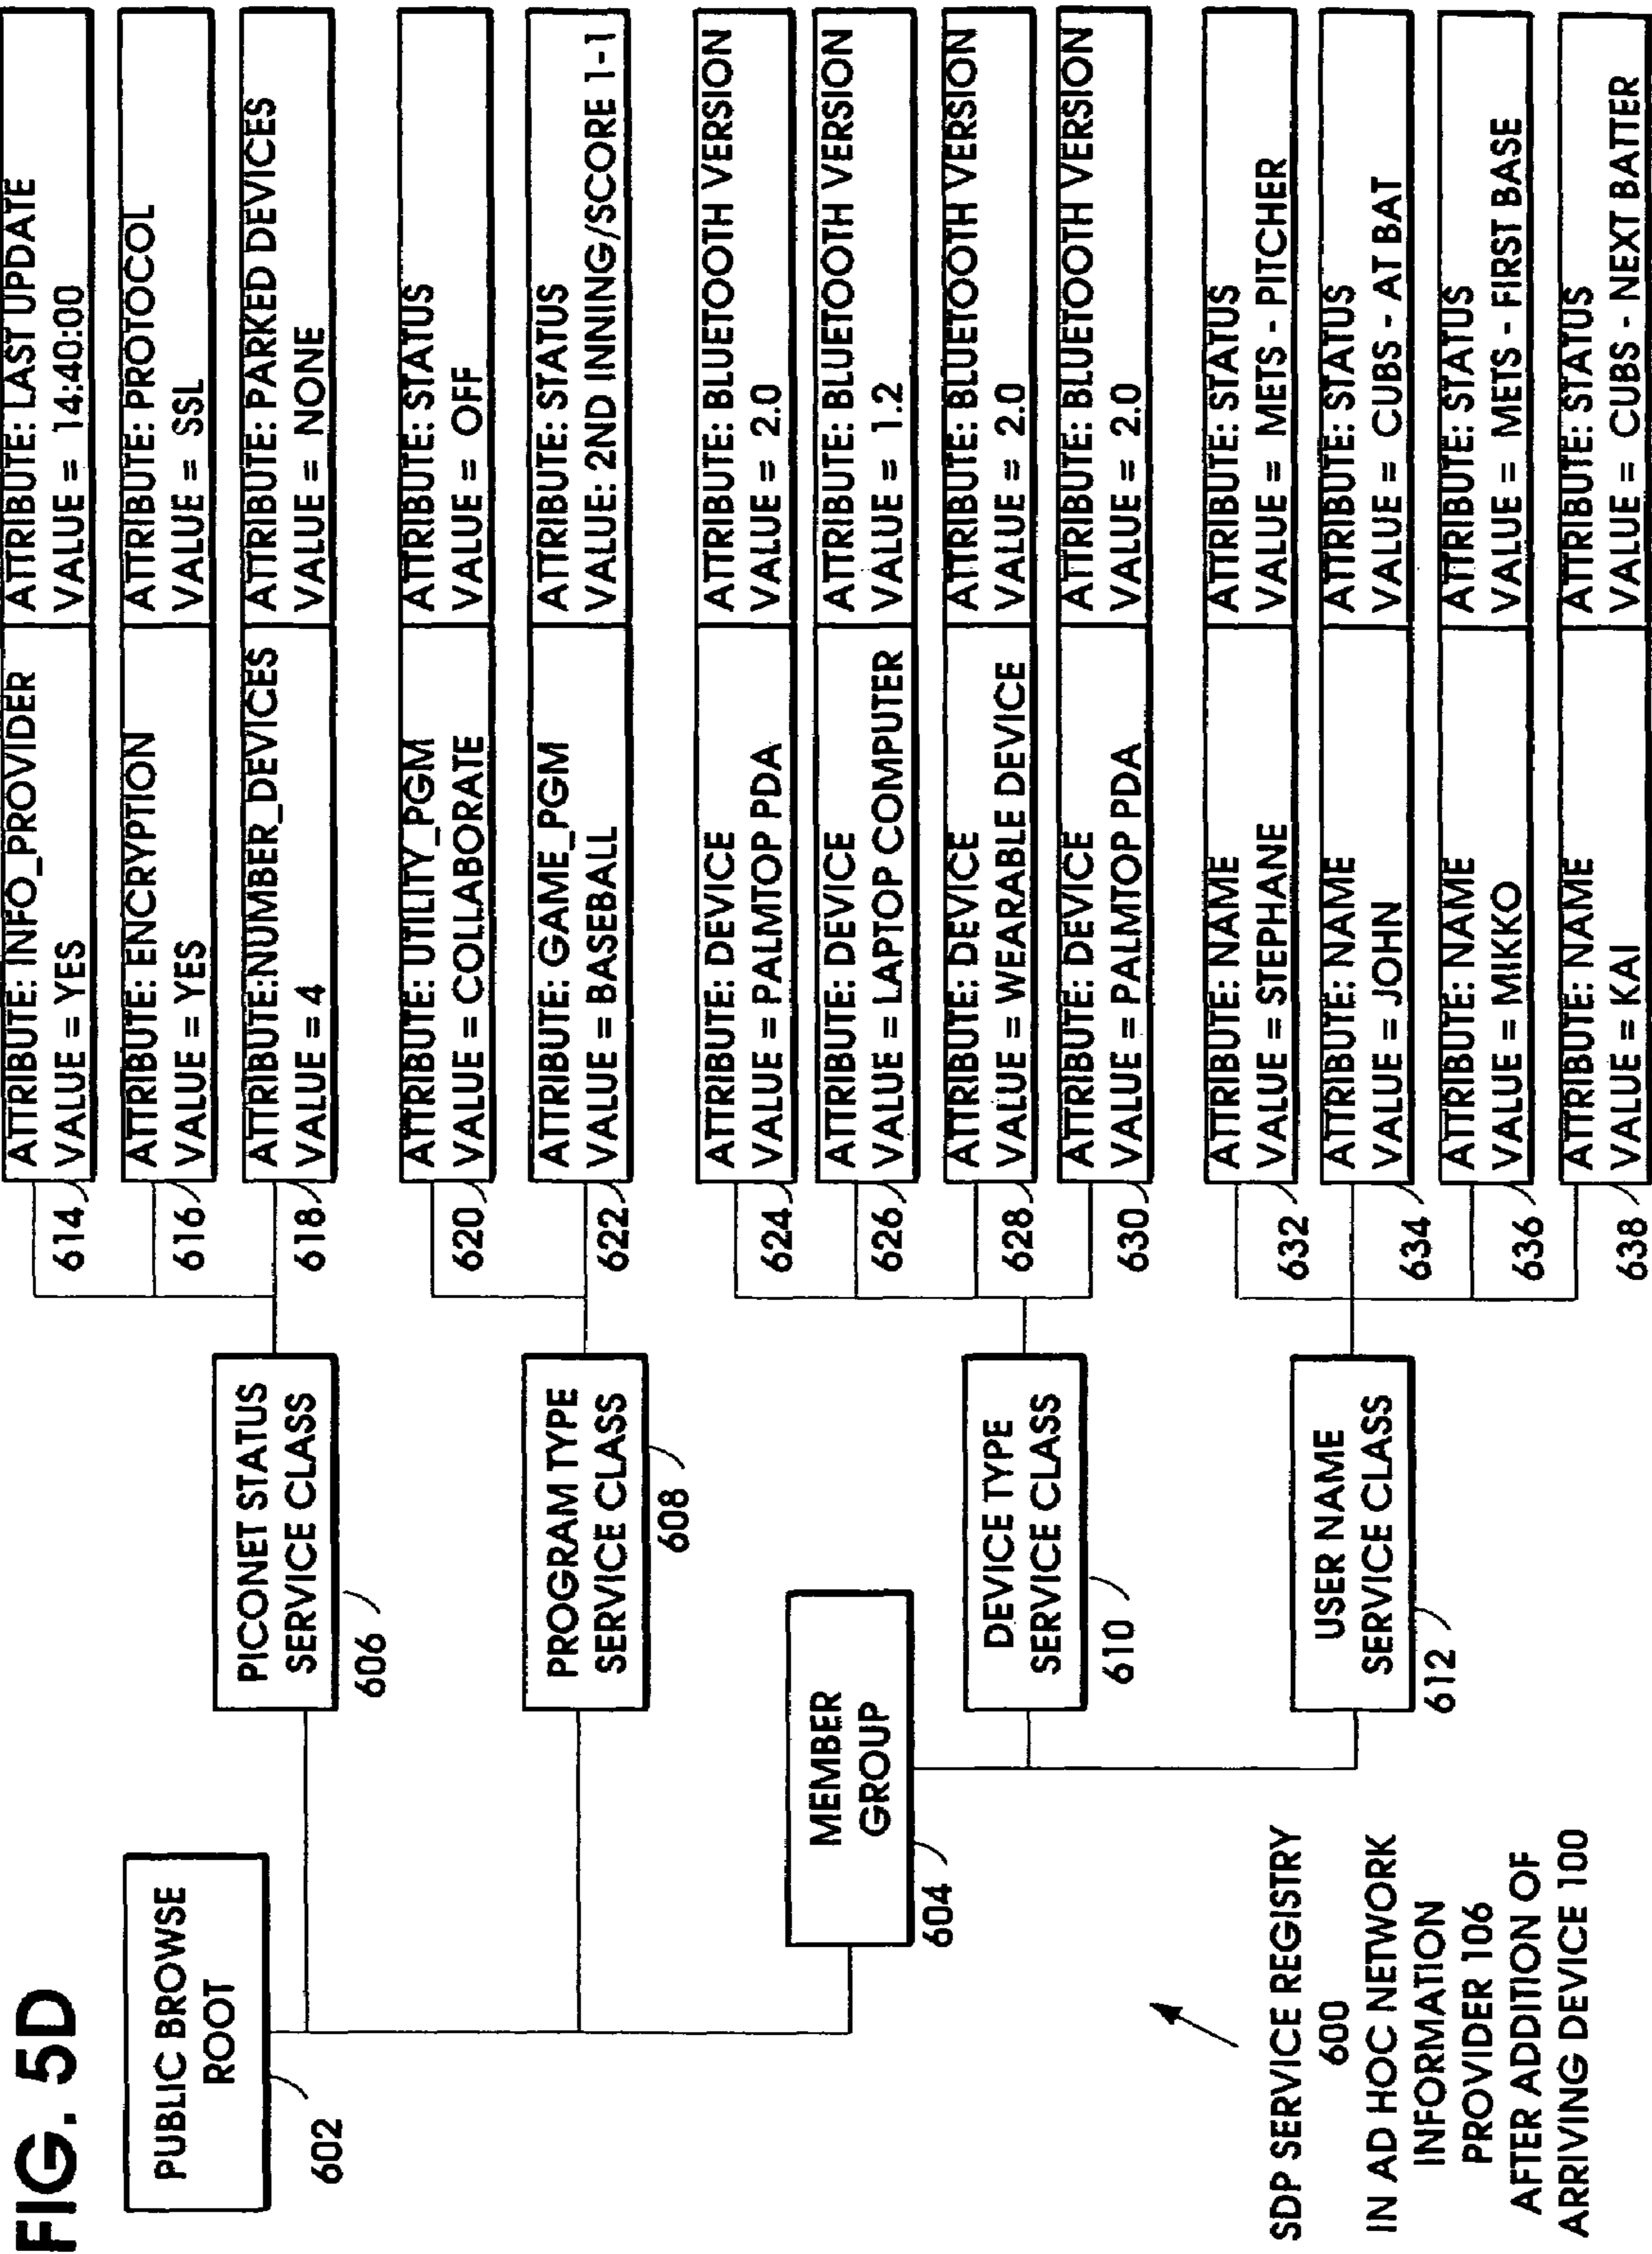 FIG. 5D
PUBLIC BROWSE
ROOT
602
PICONET STATUS
SERVICE CLASS
606
ATTRIBUTE: INFO_PROVIDER
VALUE = YES
ATTRIBUTE: LAST UPDATE
VALUE = 14:40:00
614
ATTRIBUTE: ENCRYPTION
VALUE = YES
ATTRIBUTE: PROTOCOL
VALUE = SSL
616
ATTRIBUTE:NUMBER_DEVICES
VALUE = 4
ATTRIBUTE: PARKED DEVICES
VALUE = NONE
618
PROGRAM TYPE
SERVICE CLASS
608
ATTRIBUTE: UTILITY_PGM
VALUE = COLLABORATE
ATTRIBUTE: STATUS
VALUE = OFF
620
ATTRIBUTE: GAME_PGM
VALUE = BASEBALL
ATTRIBUTE: STATUS
VALUE: 2ND INNING/SCORE 1-1
622
MEMBER
GROUP
604
DEVICE TYPE
SERVICE CLASS
610
ATTRIBUTE: DEVICE
VALUE = PALMTOP PDA
ATTRIBUTE: BLUETOOTH VERSION
VALUE = 2.0
624
ATTRIBUTE: DEVICE
VALUE = LAPTOP COMPUTER
ATTRIBUTE: BLUETOOTH VERSION
VALUE = 1.2
626
ATTRIBUTE: DEVICE
VALUE = WEARABLE DEVICE
ATTRIBUTE: BLUETOOTH VERSION
VALUE = 2.0
628
ATTRIBUTE: DEVICE
VALUE = PALMTOP PDA
ATTRIBUTE: BLUETOOTH VERSION
VALUE = 2.0
630
USER NAME
SERVICE CLASS
612
ATTRIBUTE: NAME
VALUE = STEPHANE
ATTRIBUTE: STATUS
VALUE = METS - PITCHER
632
ATTRIBUTE: NAME
VALUE = JOHN
ATTRIBUTE: STATUS
VALUE = CUBS - AT BAT
634
ATTRIBUTE: NAME
VALUE = MIKKO
ATTRIBUTE: STATUS
VALUE = METS - FIRST BASE
636
ATTRIBUTE: NAME
VALUE = KAI
ATTRIBUTE: STATUS
VALUE = CUBS - NEXT BATTER
638
SDP SERVICE REGISTRY
600
IN AD HOC NETWORK
INFORMATION
PROVIDER 106
AFTER ADDITION OF
ARRIVING DEVICE 100